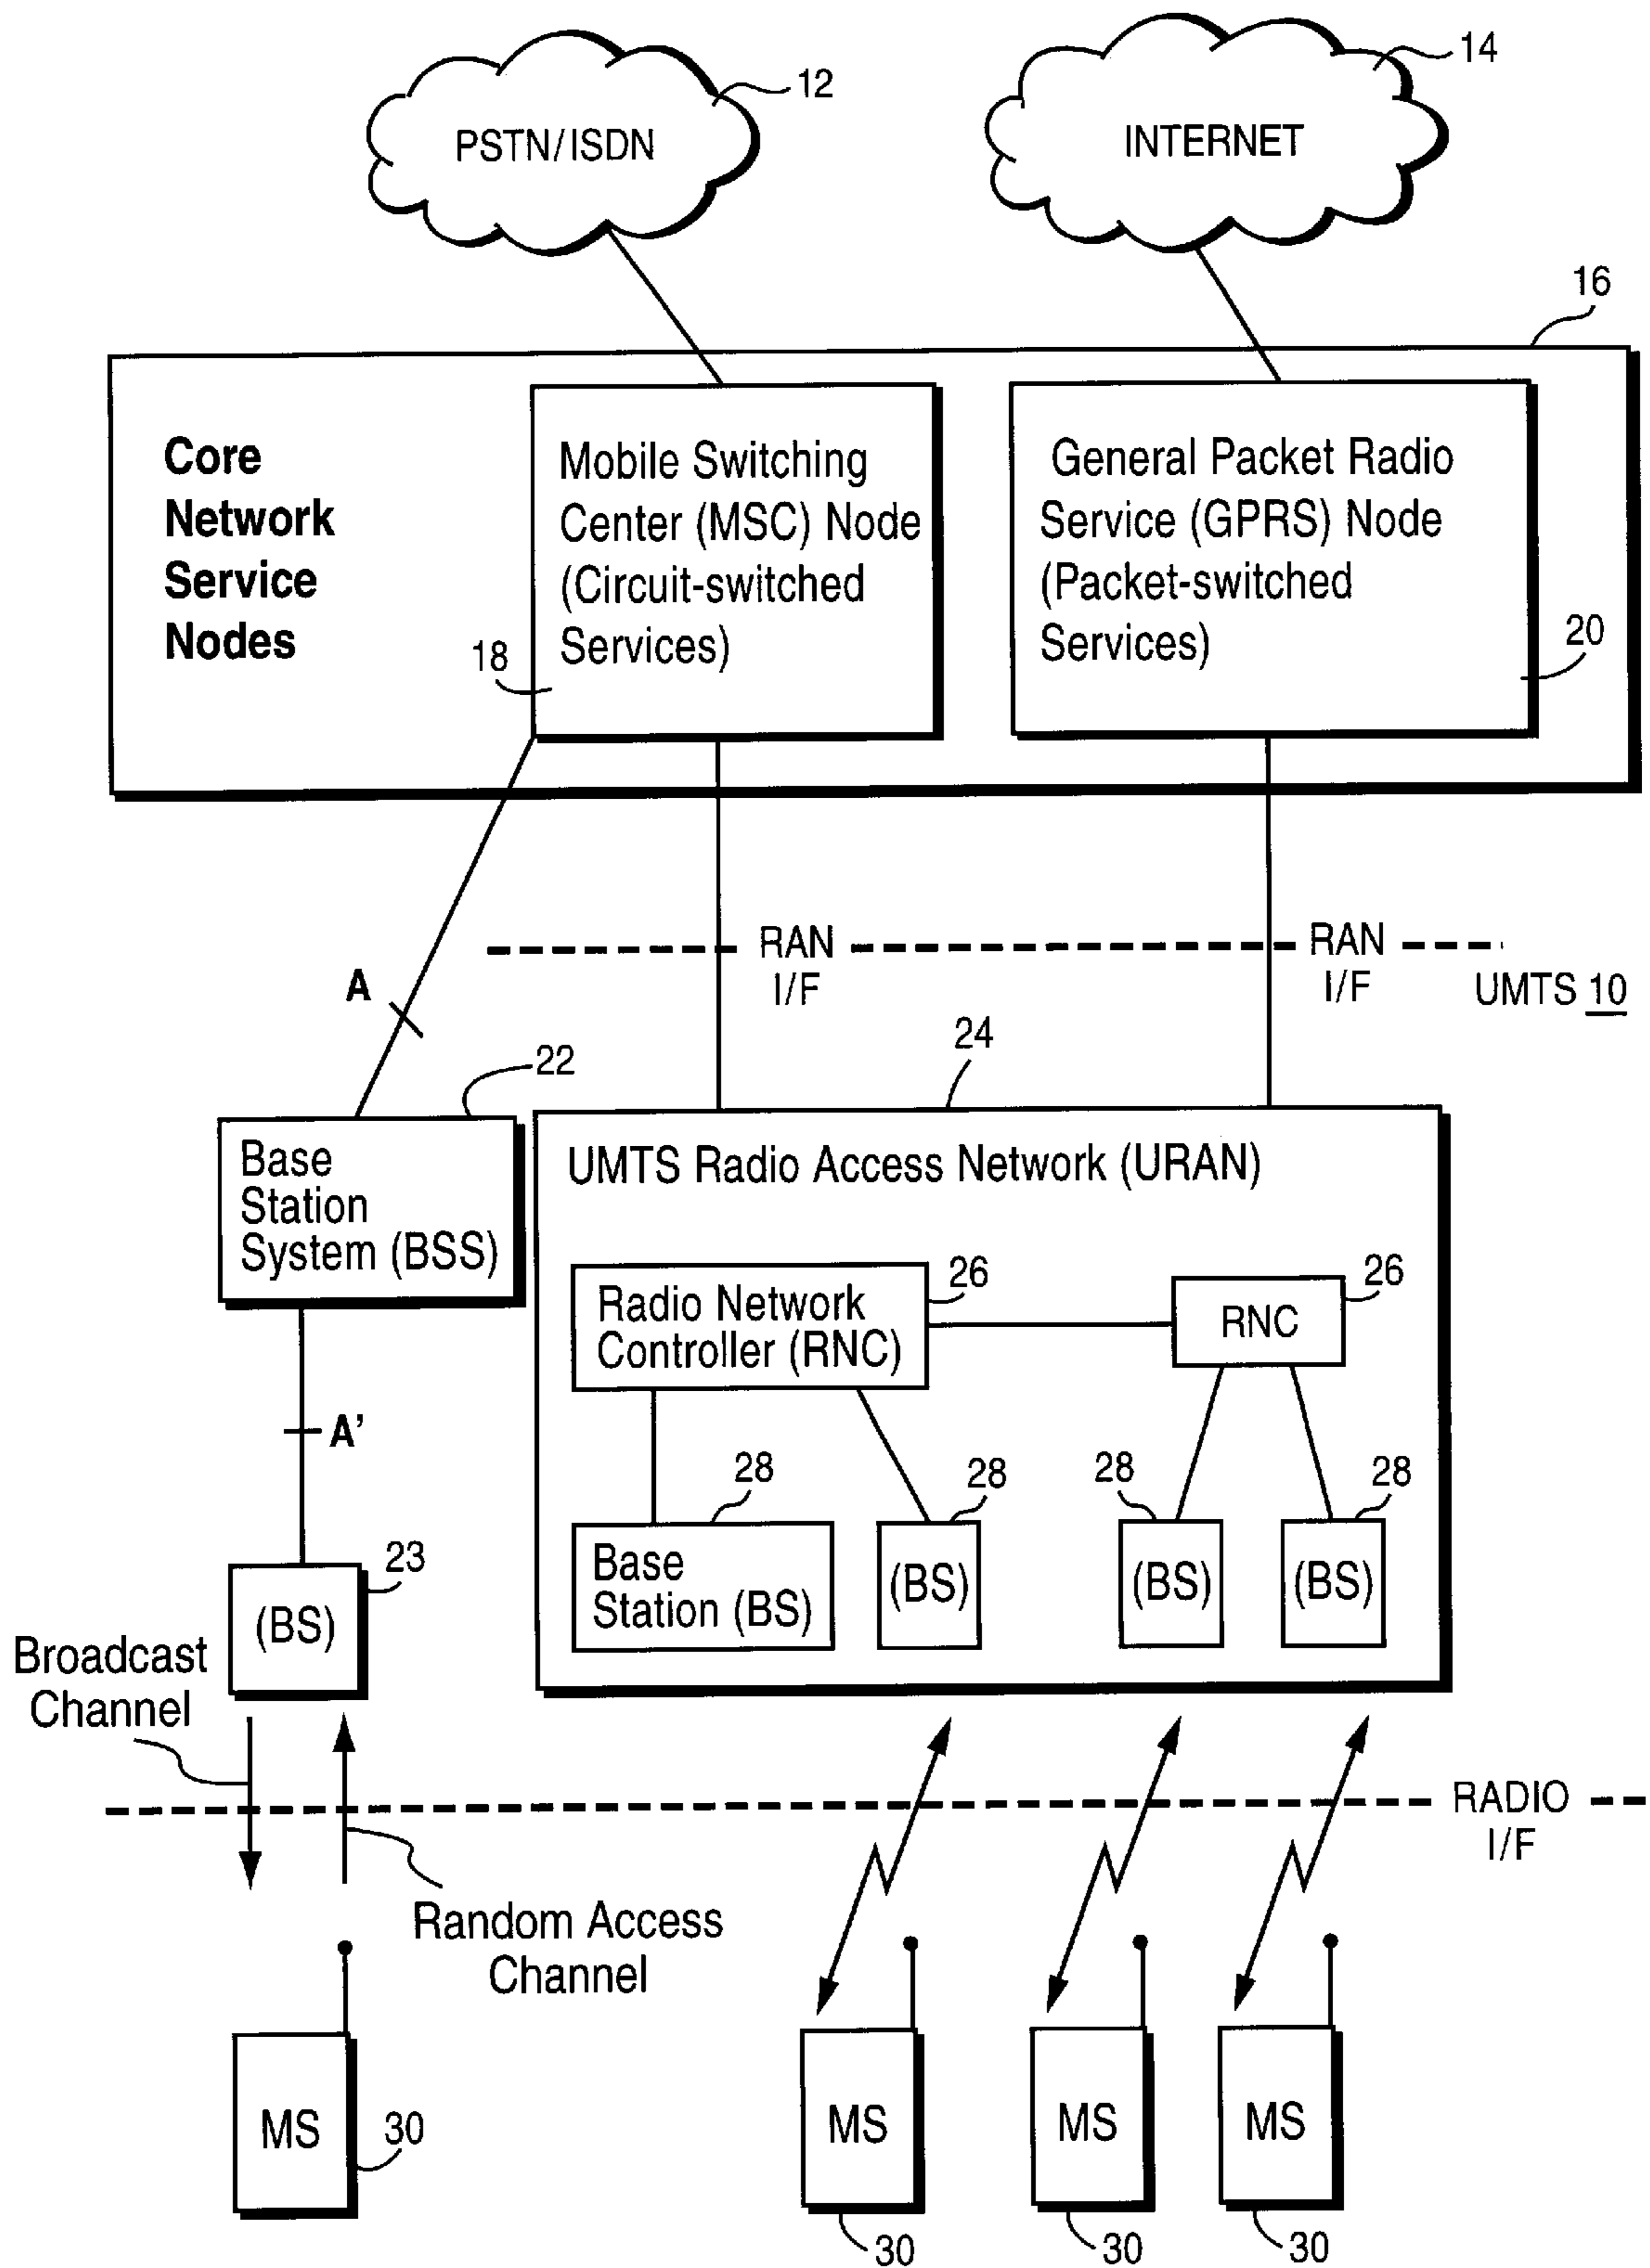 12
14
PSTN/ISDN
INTERNET
16
Core
Network
Service
Nodes
Mobile Switching
Center (MSC) Node
(Circuit-switched
Services)
18
General Packet Radio
Service (GPRS) Node
(Packet-switched
Services)
20
RAN
I/F
RAN
I/F
UMTS 10
A
22
24
Base
Station
System (BSS)
UMTS Radio Access Network (URAN)
Radio Network
Controller (RNC)
26
RNC
26
A'
28
28
28
28
Base
Station (BS)
(BS)
(BS)
(BS)
23
(BS)
Broadcast
Channel
RADIO
I/F
Random Access
Channel
MS
30
MS
30
MS
30
MS
30